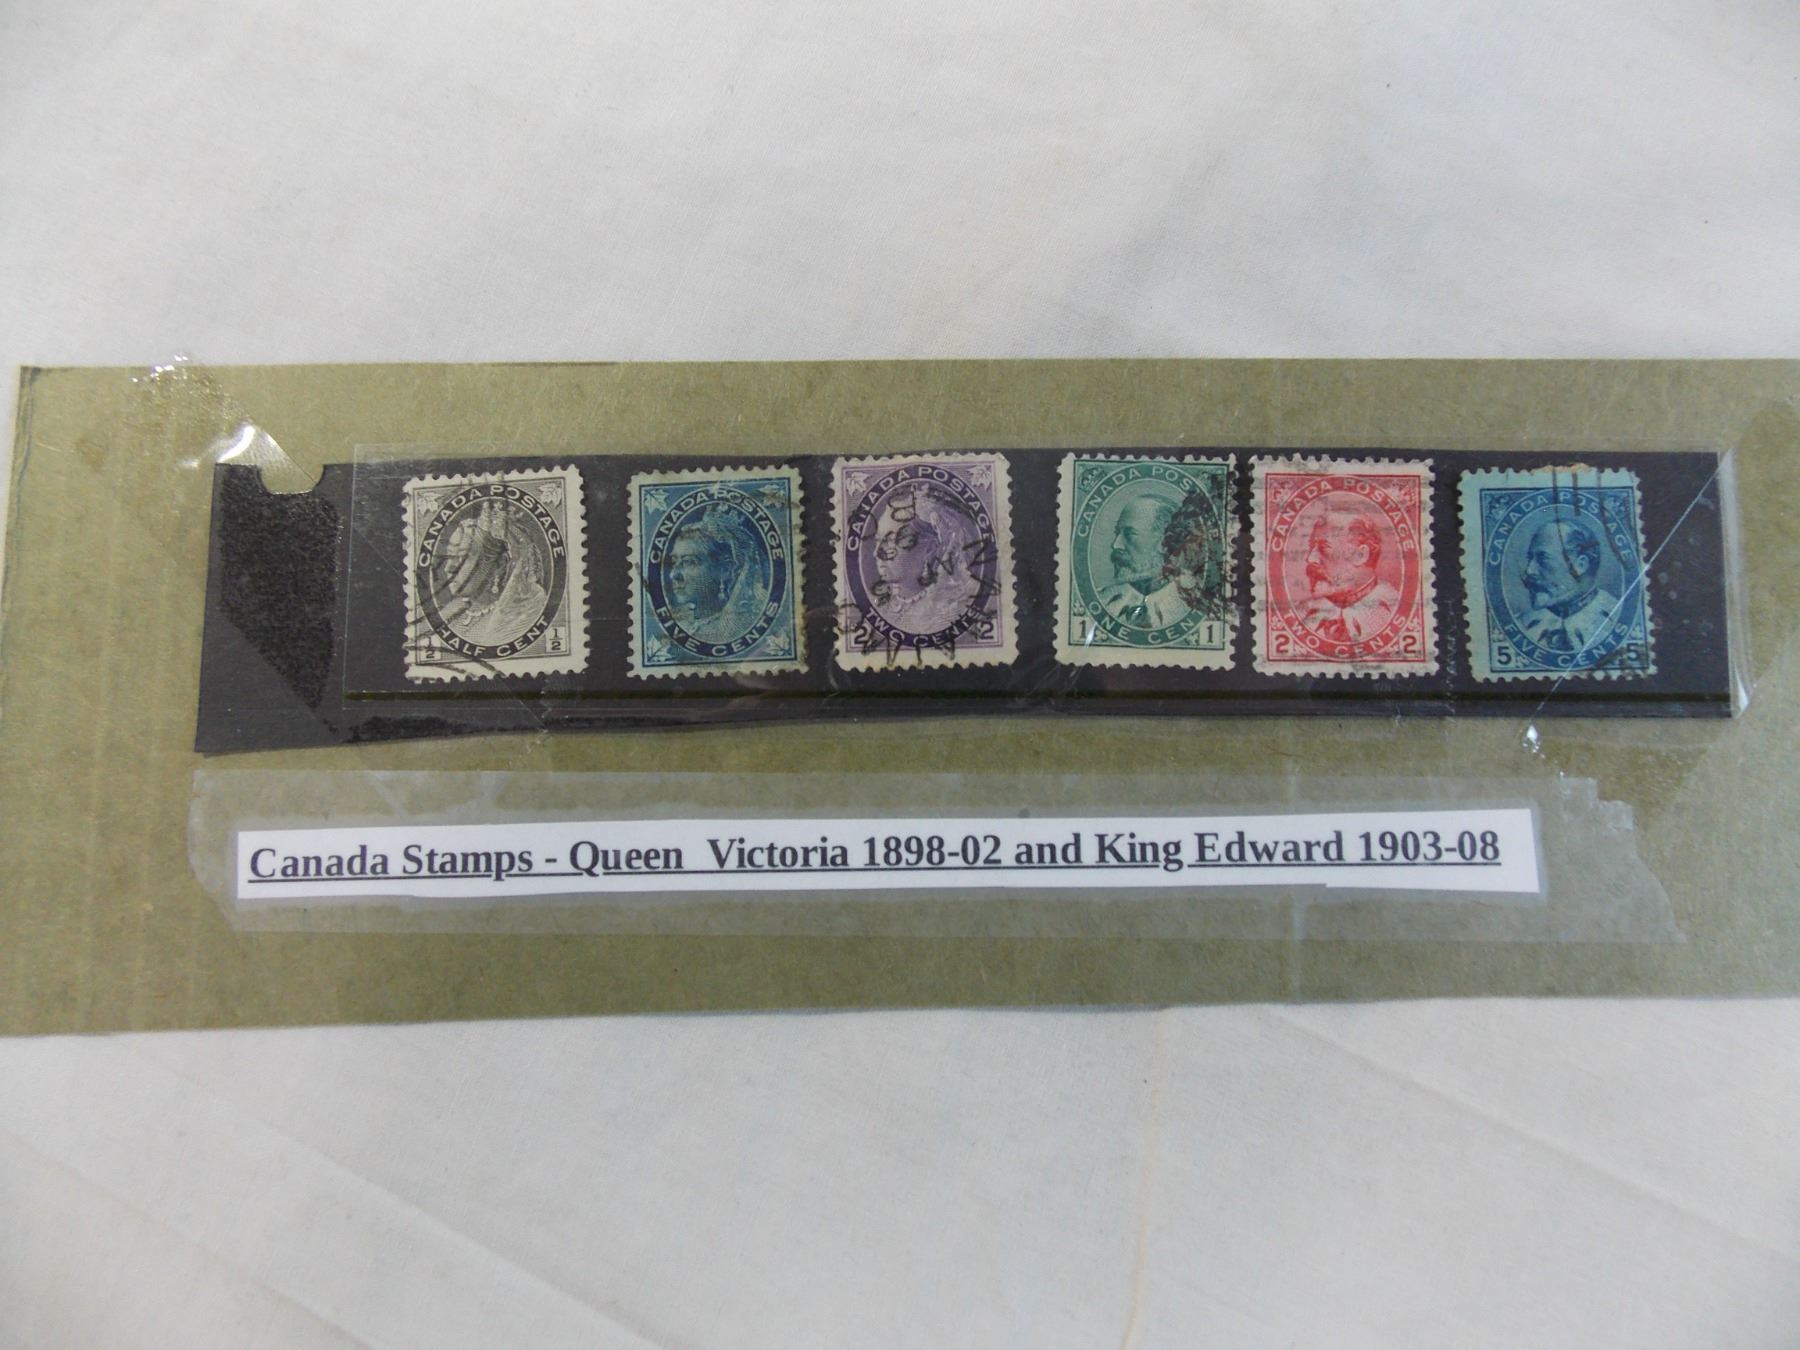 CANADA POSTAGE
1/2 HALF CENT 1/2
CANADA POSTAGE
FIVE CENTS
CANADA POSTAGE
2 TWO CENTS 2
CANADA POSTAGE
1 ONE CENT 1
CANADA POSTAGE
2 TWO CENTS 2
CANADA POSTAGE
5 FIVE CENTS 5
Canada Stamps - Queen Victoria 1898-02 and King Edward 1903-08